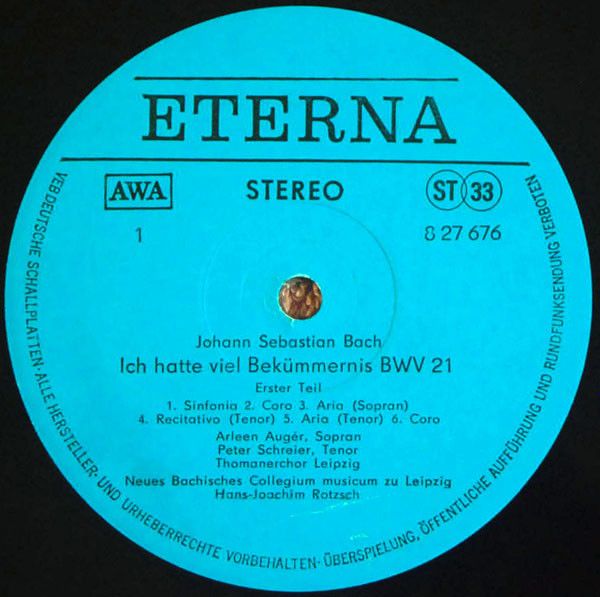 ETERNA
AWA
STEREO
ST 33
1
8 27 676
Johann Sebastian Bach
Ich hatte viel Bekümmernis BWV 21
Erster Teil
1. Sinfonia 2. Coro 3. Aria (Sopran)
4. Recitativo (Tenor) 5. Aria (Tenor) 6. Coro
Arleen Augér, Sopran
Peter Schreier, Tenor
Thomanerchor Leipzig
Neues Bachisches Collegium musicum zu Leipzig
Hans-Joachim Rotzsch
VEB DEUTSCHE SCHALLPLATTEN · ALLE HERSTELLER- UND URHEBERRECHTE VORBEHALTEN · ÜBERSPIELUNG, ÖFFENTLICHE AUFFÜHRUNG UND RUNDFUNKSENDUNG VERBOTEN